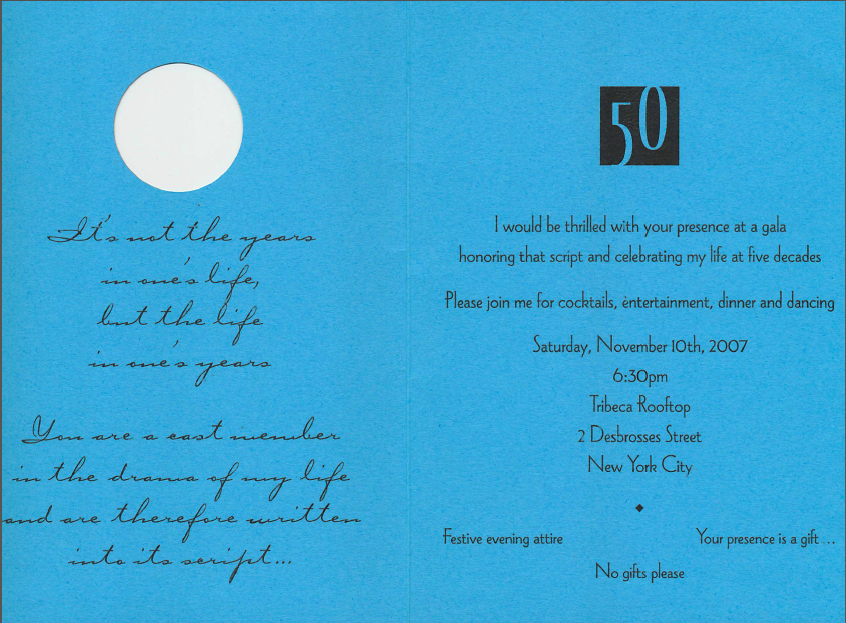 It's not the years
in one's life,
but the life
in one's years
You are a cast member
in the drama of my life
and are therefore written
into its script...
50
I would be thrilled with your presence at a gala
honoring that script and celebrating my life at five decades
Please join me for cocktails, entertainment, dinner and dancing
Saturday, November 10th, 2007
6:30pm
Tribeca Rooftop
2 Desbrosses Street
New York City
Festive evening attire
Your presence is a gift ...
No gifts please